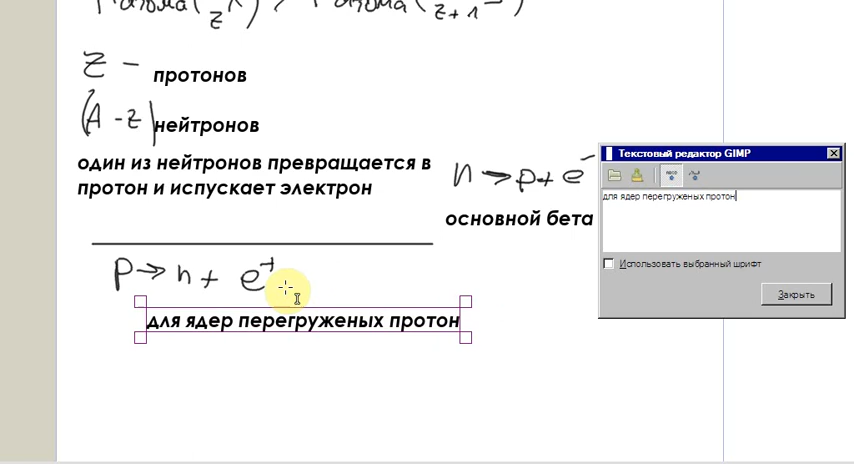 z+1
Z – протонов
(A-z) нейтронов
один из нейтронов превращается в
протон и испускает электрон
n → p + e⁻
основной бета
p → n + e⁺
для ядер перегруженых протон
Текстовый редактор GIMP
для ядер перегруженых протон
Использовать выбранный шрифт
Закрыть